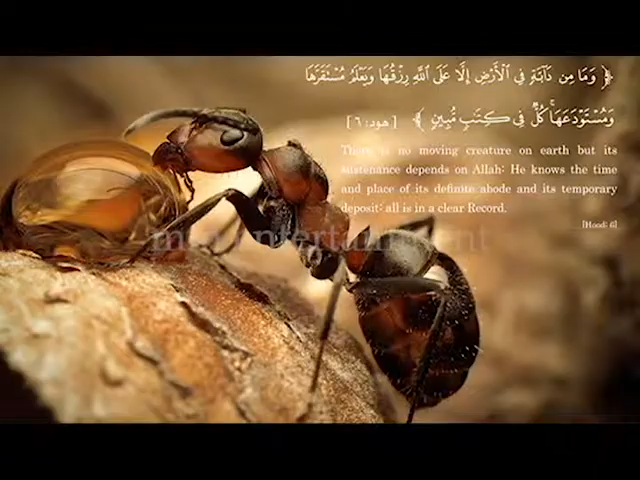 ﴿ وَمَا مِن دَآبَّةٍ فِي ٱلْأَرْضِ إِلَّا عَلَى ٱللَّهِ رِزْقُهَا وَيَعْلَمُ مُسْتَقَرَّهَا
وَمُسْتَوْدَعَهَا ۚ كُلٌّ فِي كِتَٰبٍ مُّبِينٍ ﴾ [هود: ٦]
There is no moving creature on earth but its
sustenance depends on Allah: He knows the time
and place of its definite abode and its temporary
deposit: all is in a clear Record.
[Hood: 6]
entertainment